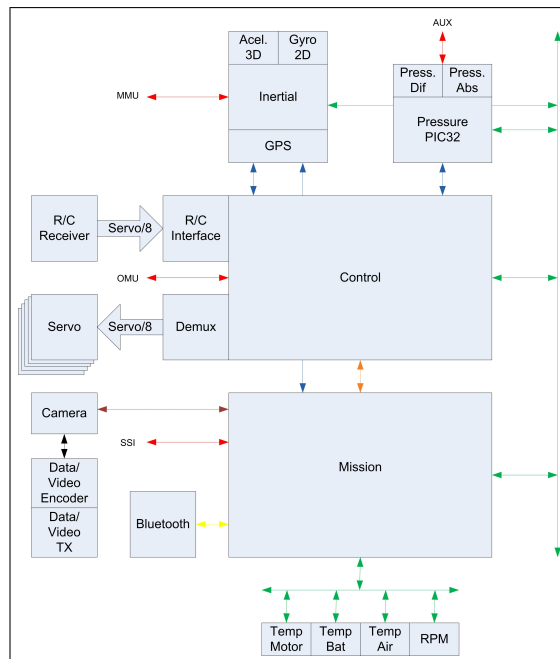 AUX
Acel.
3D
Gyro
2D
Press.
Dif
Press.
Abs
MMU
Inertial
Pressure
PIC32
GPS
R/C
Receiver
Servo/8
R/C
Interface
OMU
Control
Servo
Servo/8
Demux
Camera
SSI
Mission
Data/
Video
Encoder
Data/
Video
TX
Bluetooth
Temp
Motor
Temp
Bat
Temp
Air
RPM